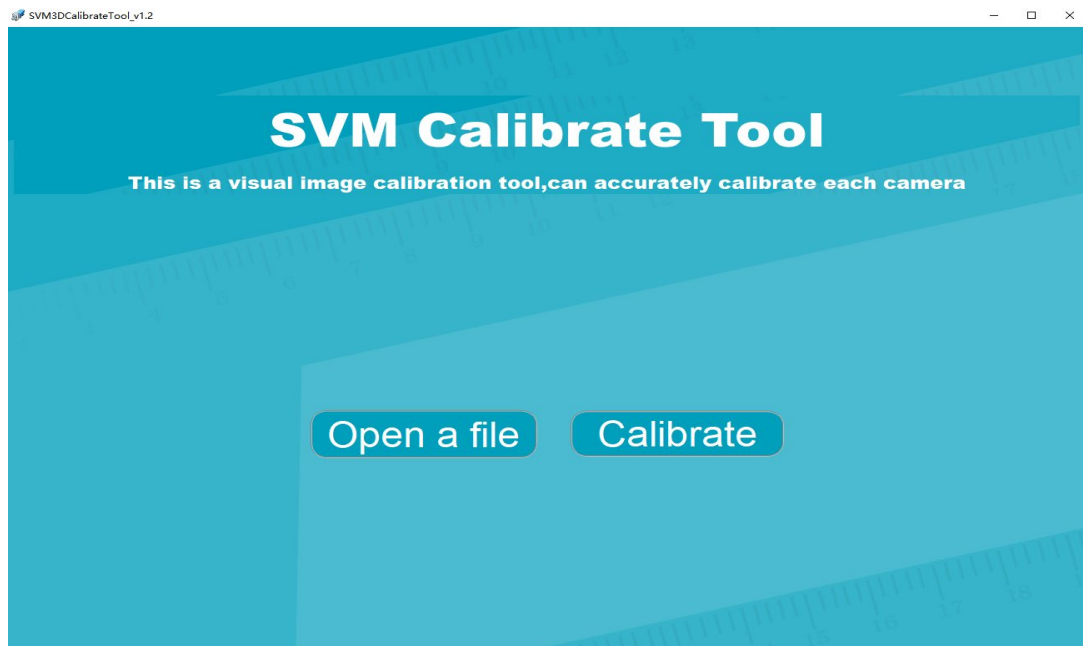 SVM3DCalibrateTool_v1.2
SVM Calibrate Tool
This is a visual image calibration tool,can accurately calibrate each camera
Open a file
Calibrate